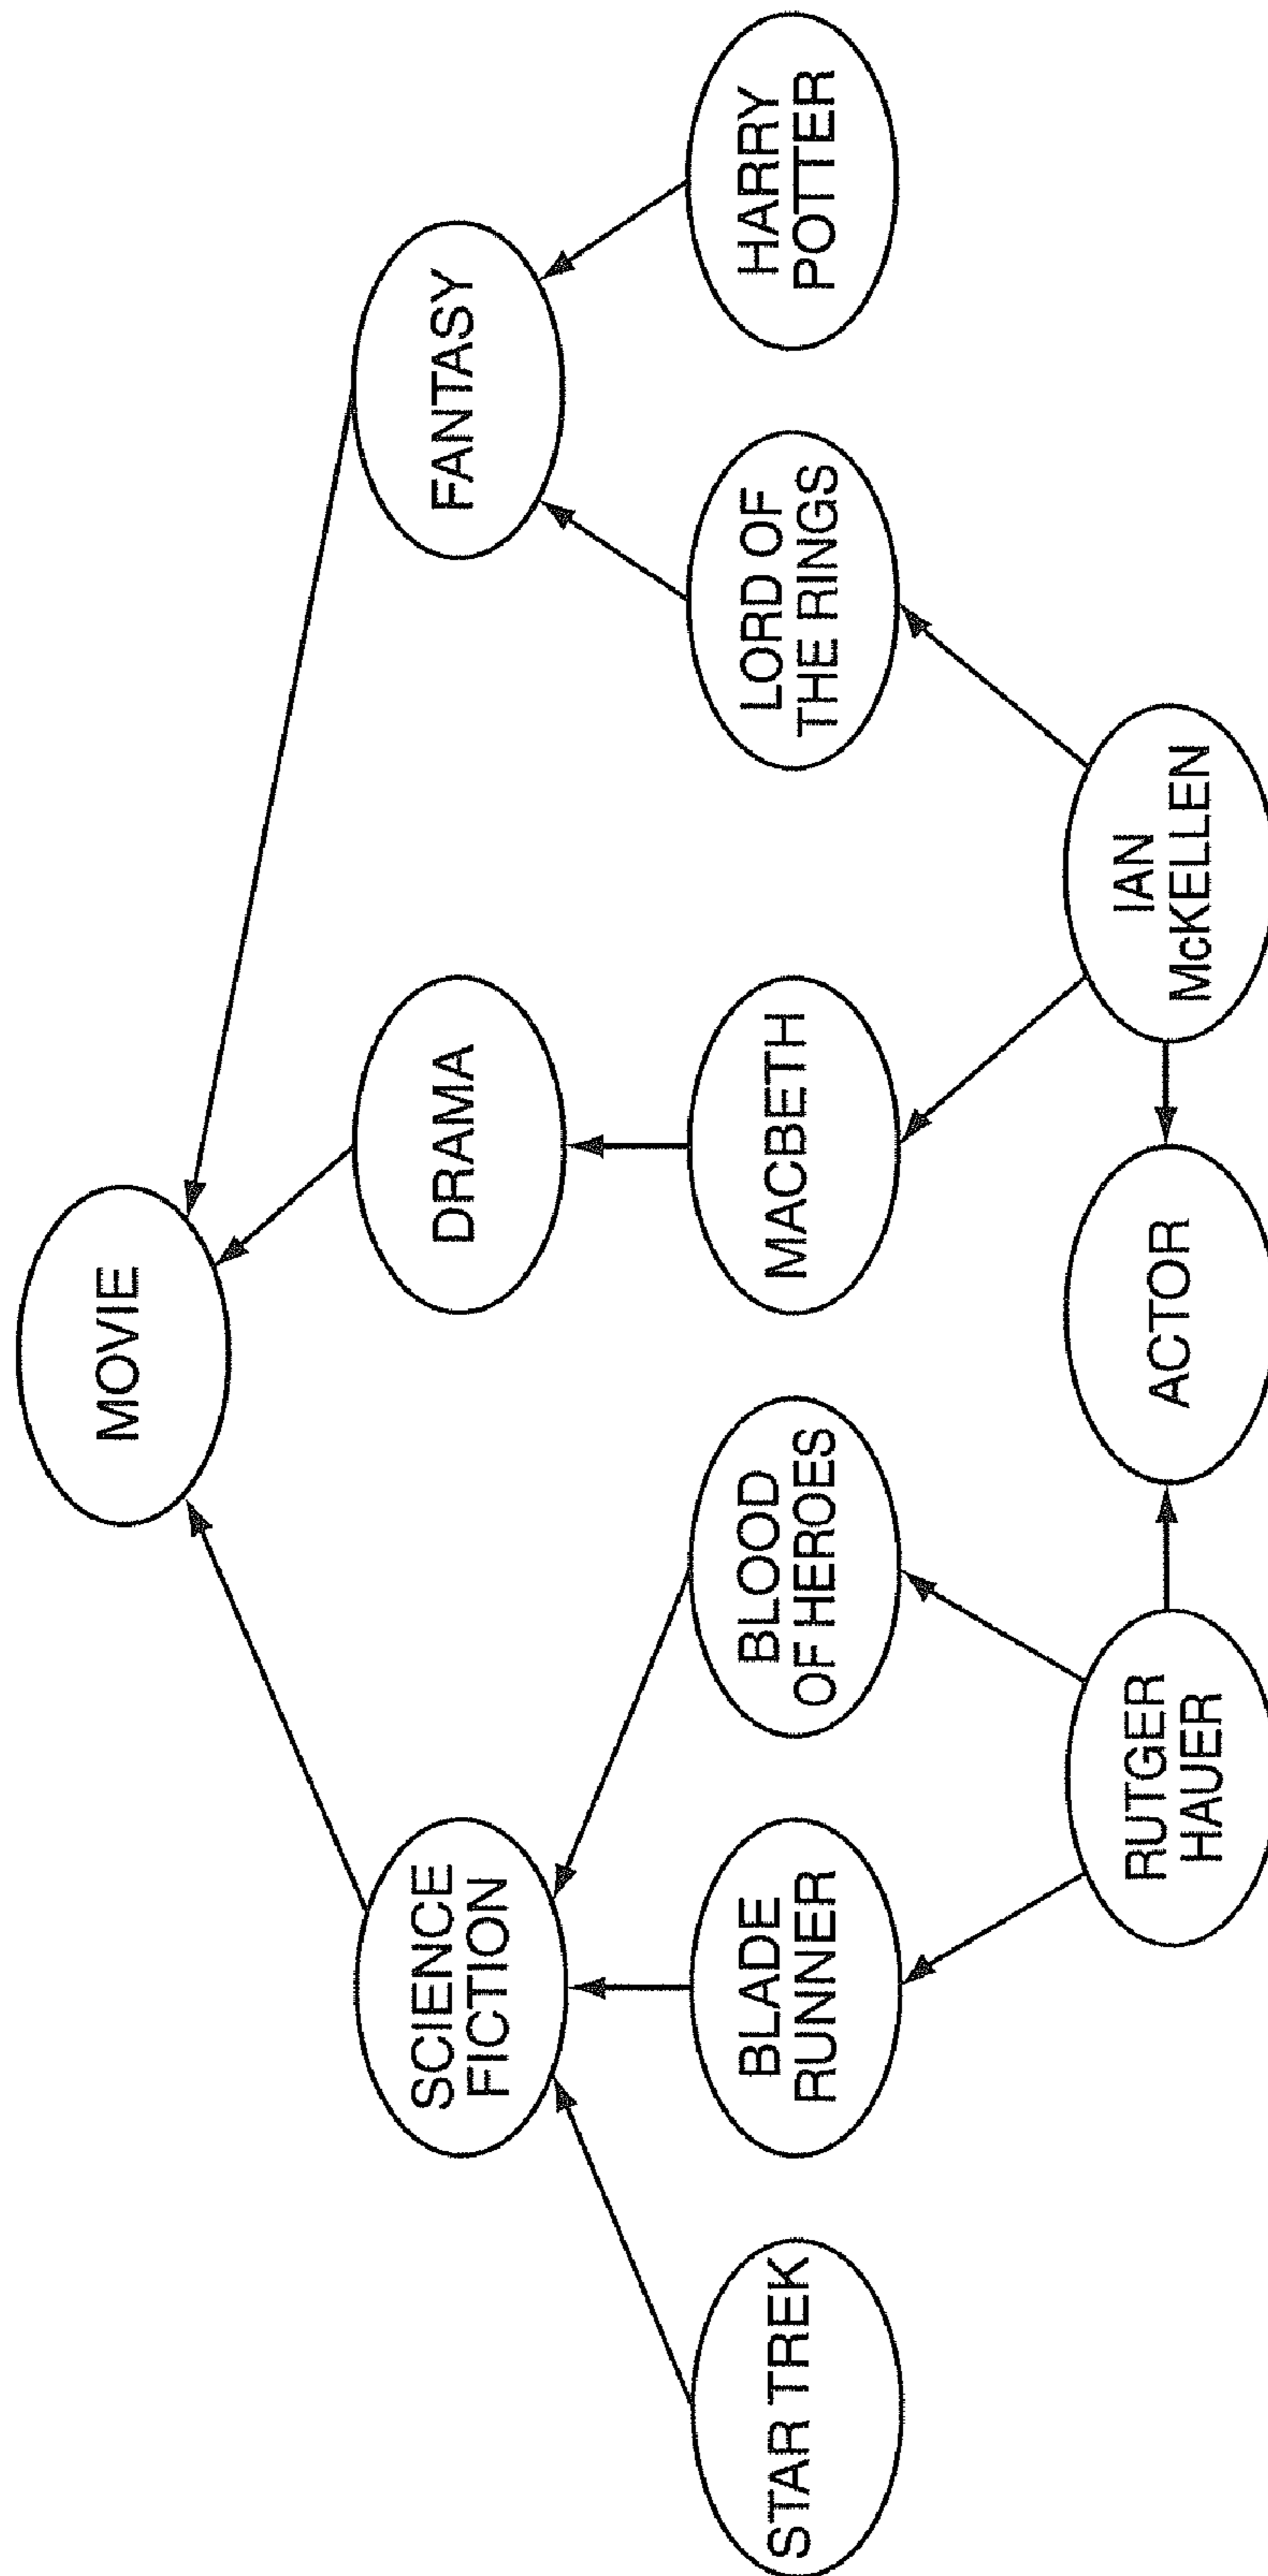 MOVIE
SCIENCE
FICTION
DRAMA
FANTASY
STAR TREK
BLADE
RUNNER
BLOOD
OF HEROES
MACBETH
LORD OF
THE RINGS
HARRY
POTTER
RUTGER
HAUER
ACTOR
IAN
McKELLEN